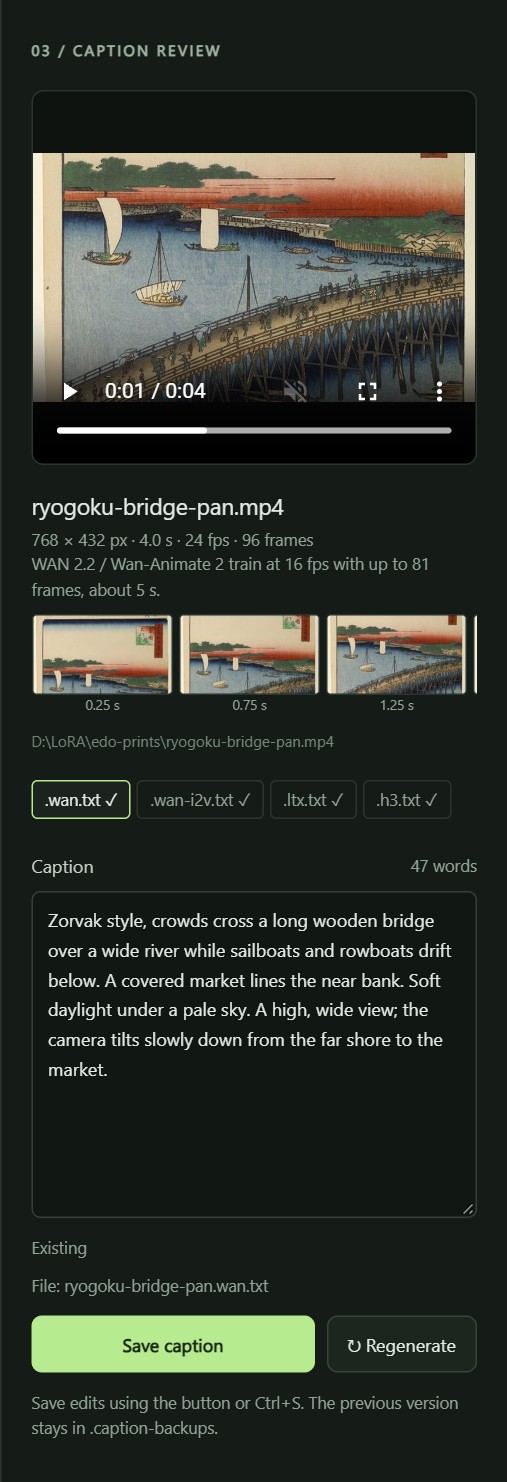 03 / CAPTION REVIEW
0:01 / 0:04
ryogoku-bridge-pan.mp4
768 × 432 px · 4.0 s · 24 fps · 96 frames
WAN 2.2 / Wan-Animate 2 train at 16 fps with up to 81
frames, about 5 s.
0.25 s
0.75 s
1.25 s
D:\LoRA\edo-prints\ryogoku-bridge-pan.mp4
.wan.txt ✓
.wan-i2v.txt ✓
.ltx.txt ✓
.h3.txt ✓
Caption
47 words
Zorvak style, crowds cross a long wooden bridge
over a wide river while sailboats and rowboats drift
below. A covered market lines the near bank. Soft
daylight under a pale sky. A high, wide view; the
camera tilts slowly down from the far shore to the
market.
Existing
File: ryogoku-bridge-pan.wan.txt
Save caption
↻ Regenerate
Save edits using the button or Ctrl+S. The previous version
stays in .caption-backups.